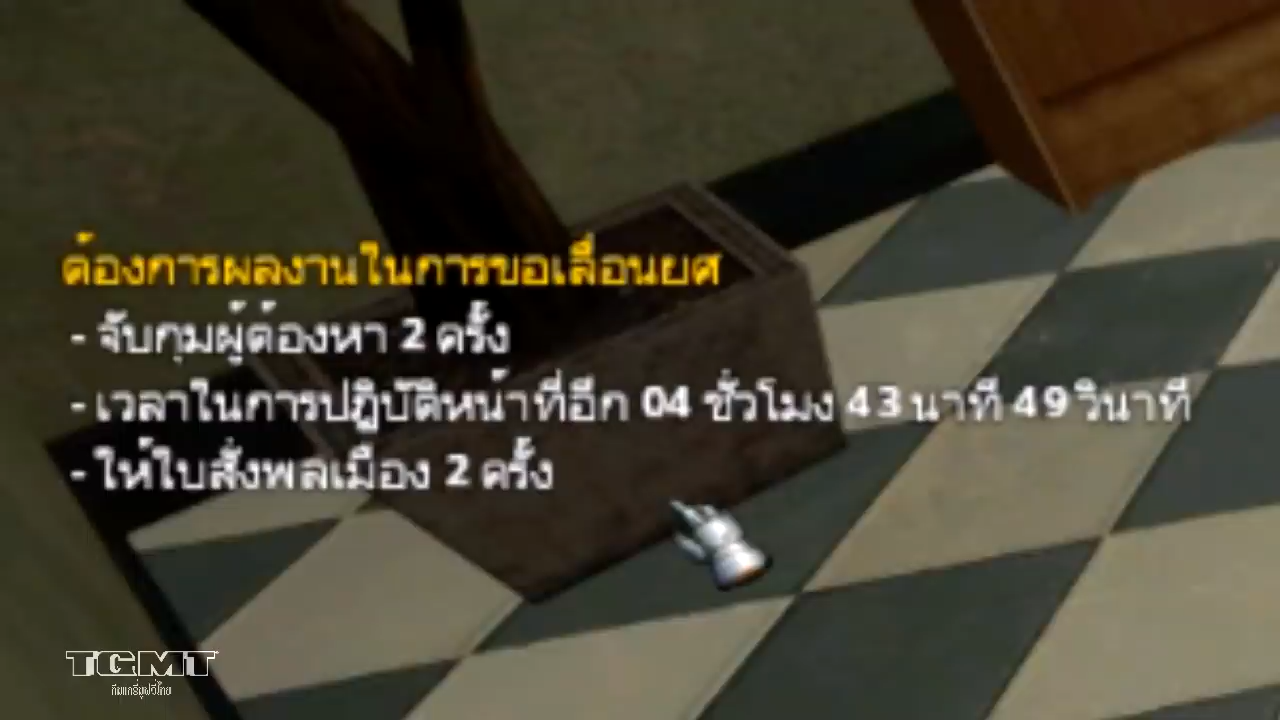 ต้องการผลงานในการขอเลื่อนยศ
- จับกุมผู้ต้องหา 2 ครั้ง
- เวลาในการปฏิบัติหน้าที่อีก 04 ชั่วโมง 43 นาที 49 วินาที
- ให้ใบสั่งพลเมือง 2 ครั้ง
TGMT